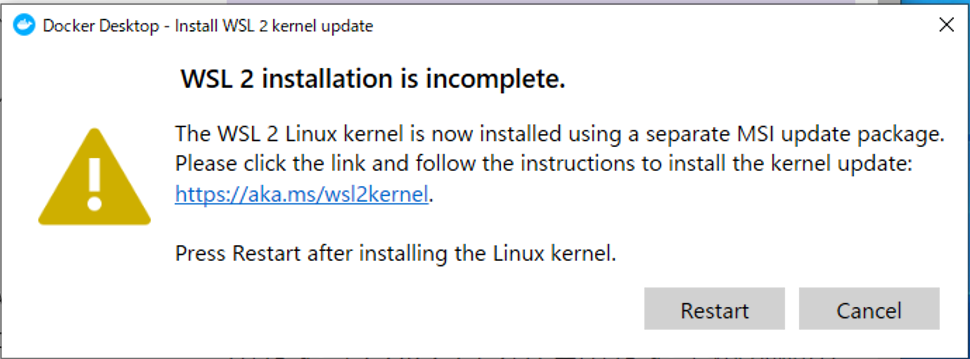 Docker Desktop - Install WSL 2 kernel update
WSL 2 installation is incomplete.
The WSL 2 Linux kernel is now installed using a separate MSI update package.
Please click the link and follow the instructions to install the kernel update:
https://aka.ms/wsl2kernel.
Press Restart after installing the Linux kernel.
Restart Cancel